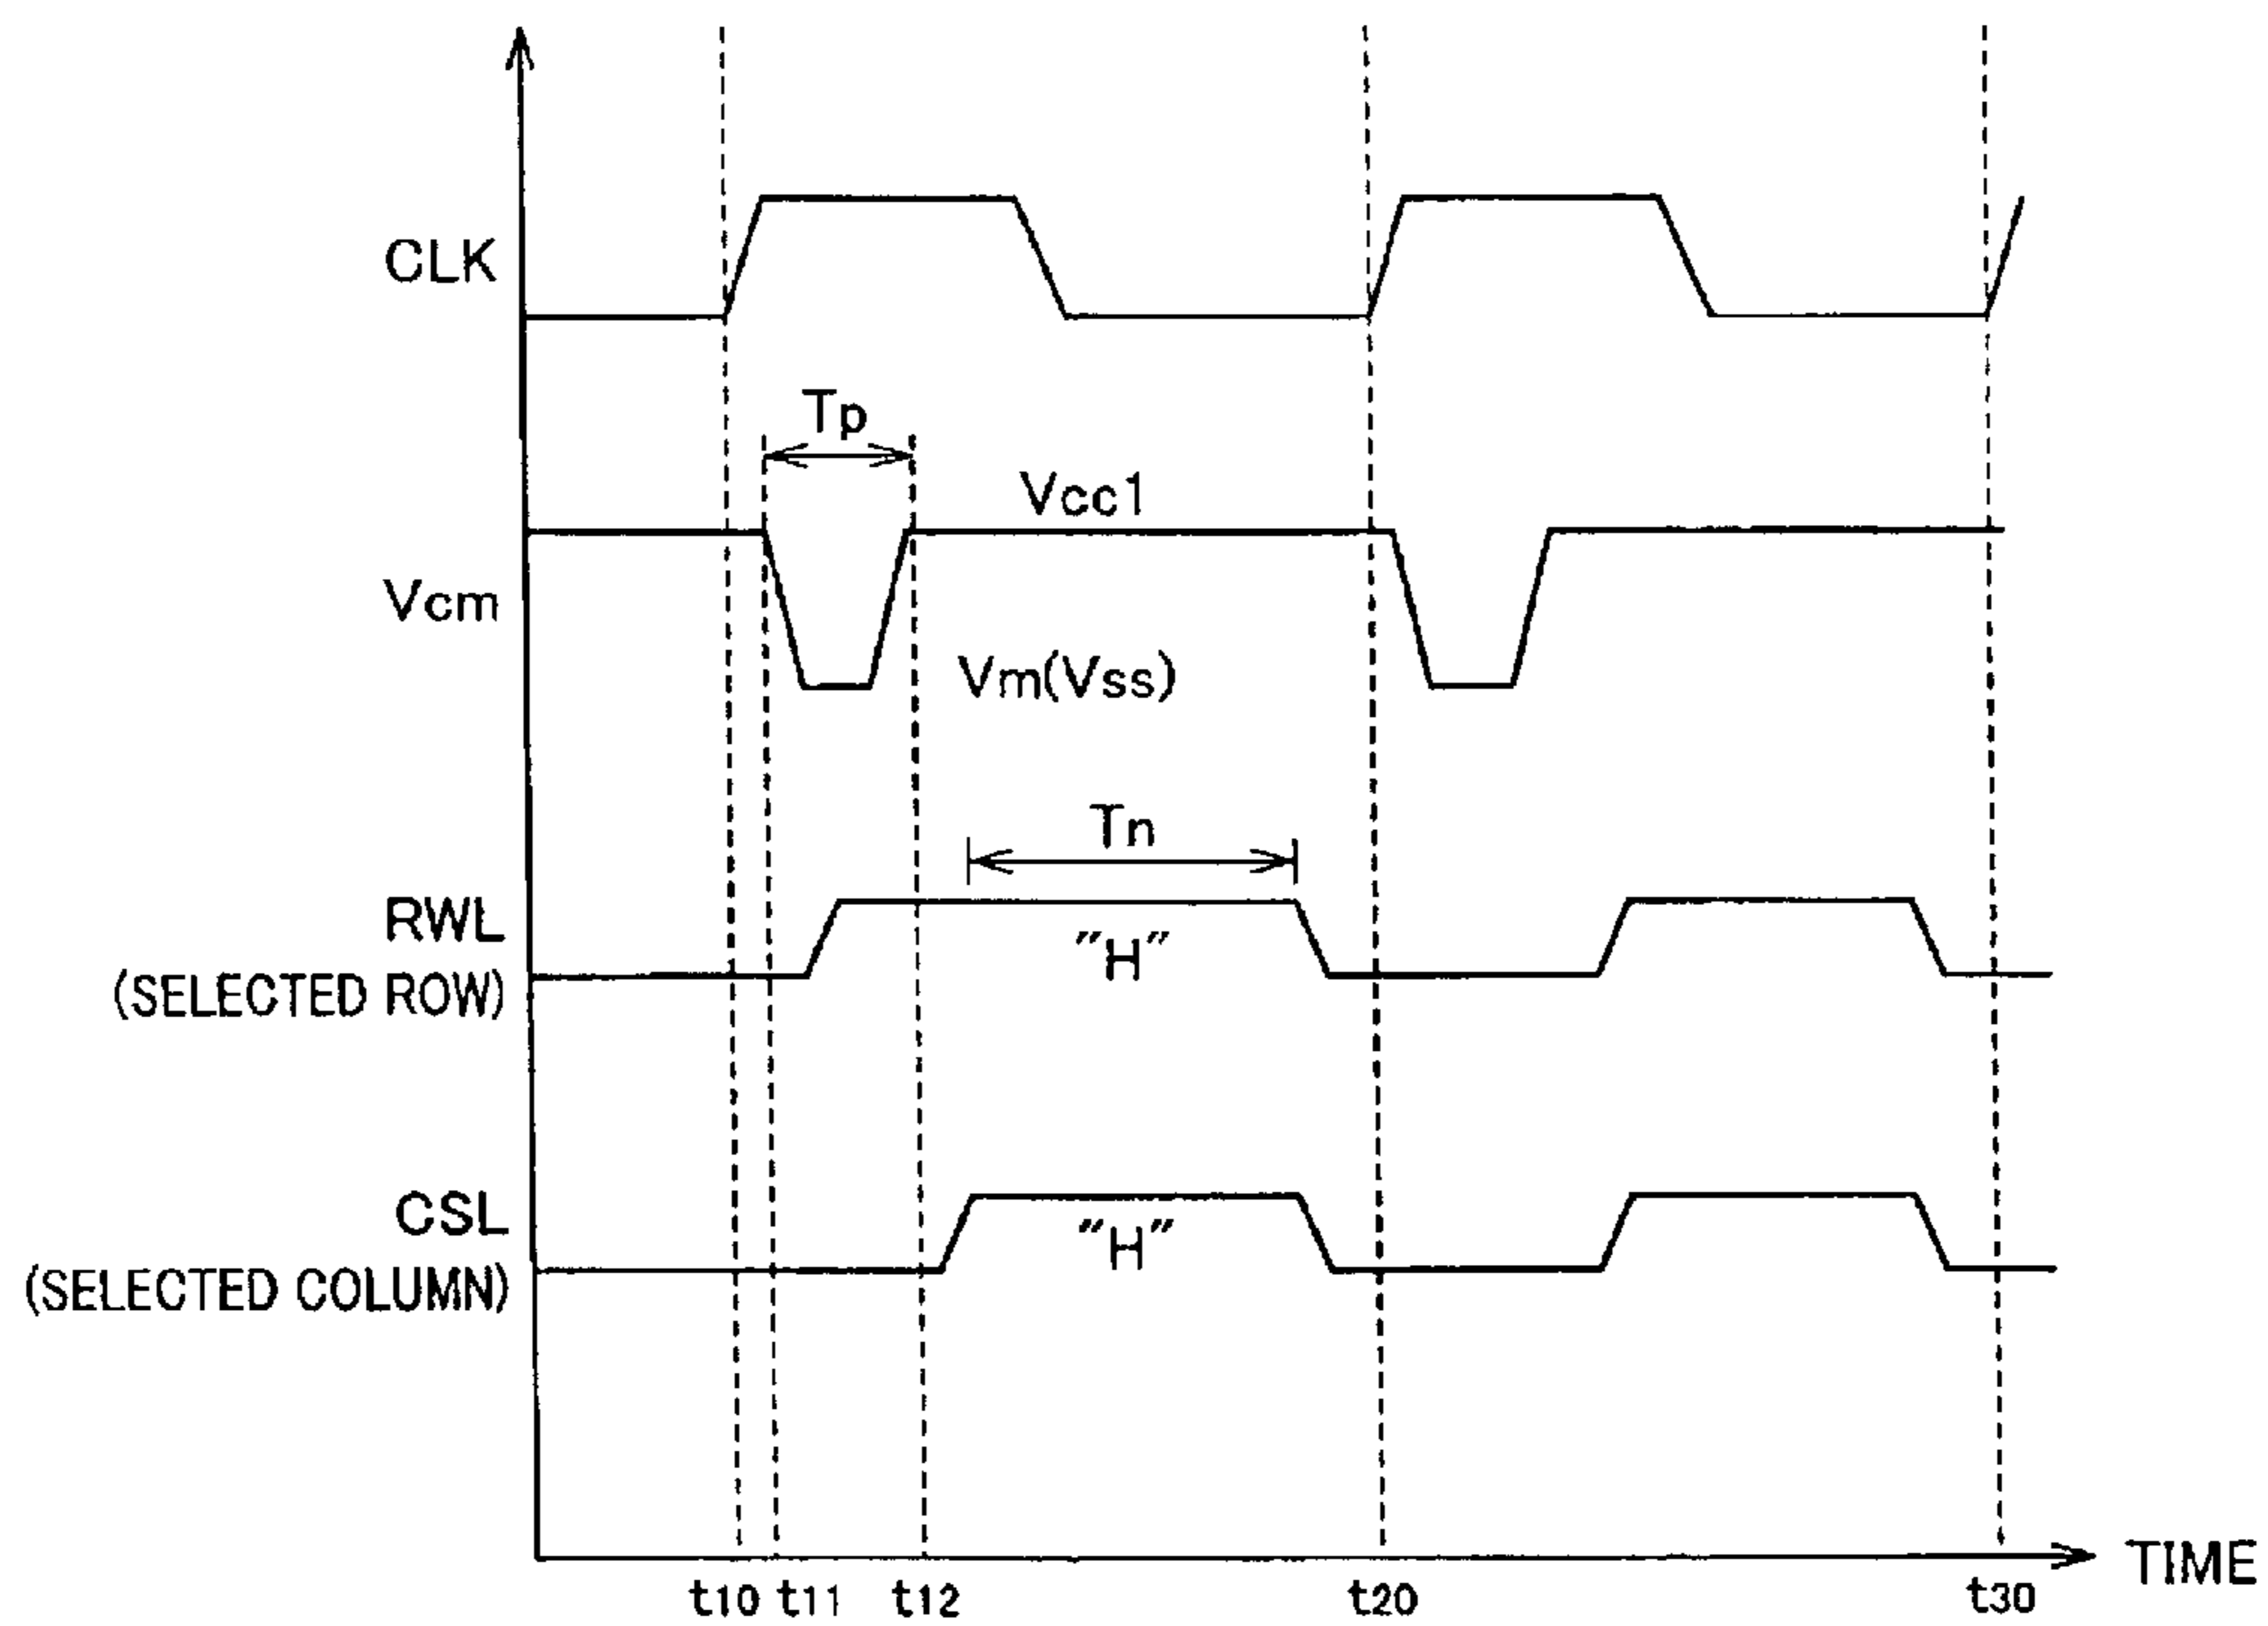 CLK
Tp
Vcc1
Vcm
Vm(Vss)
Tn
RWL
(SELECTED ROW)
"H"
CSL
(SELECTED COLUMN)
"H"
TIME
t10 t11 t12 t20 t30